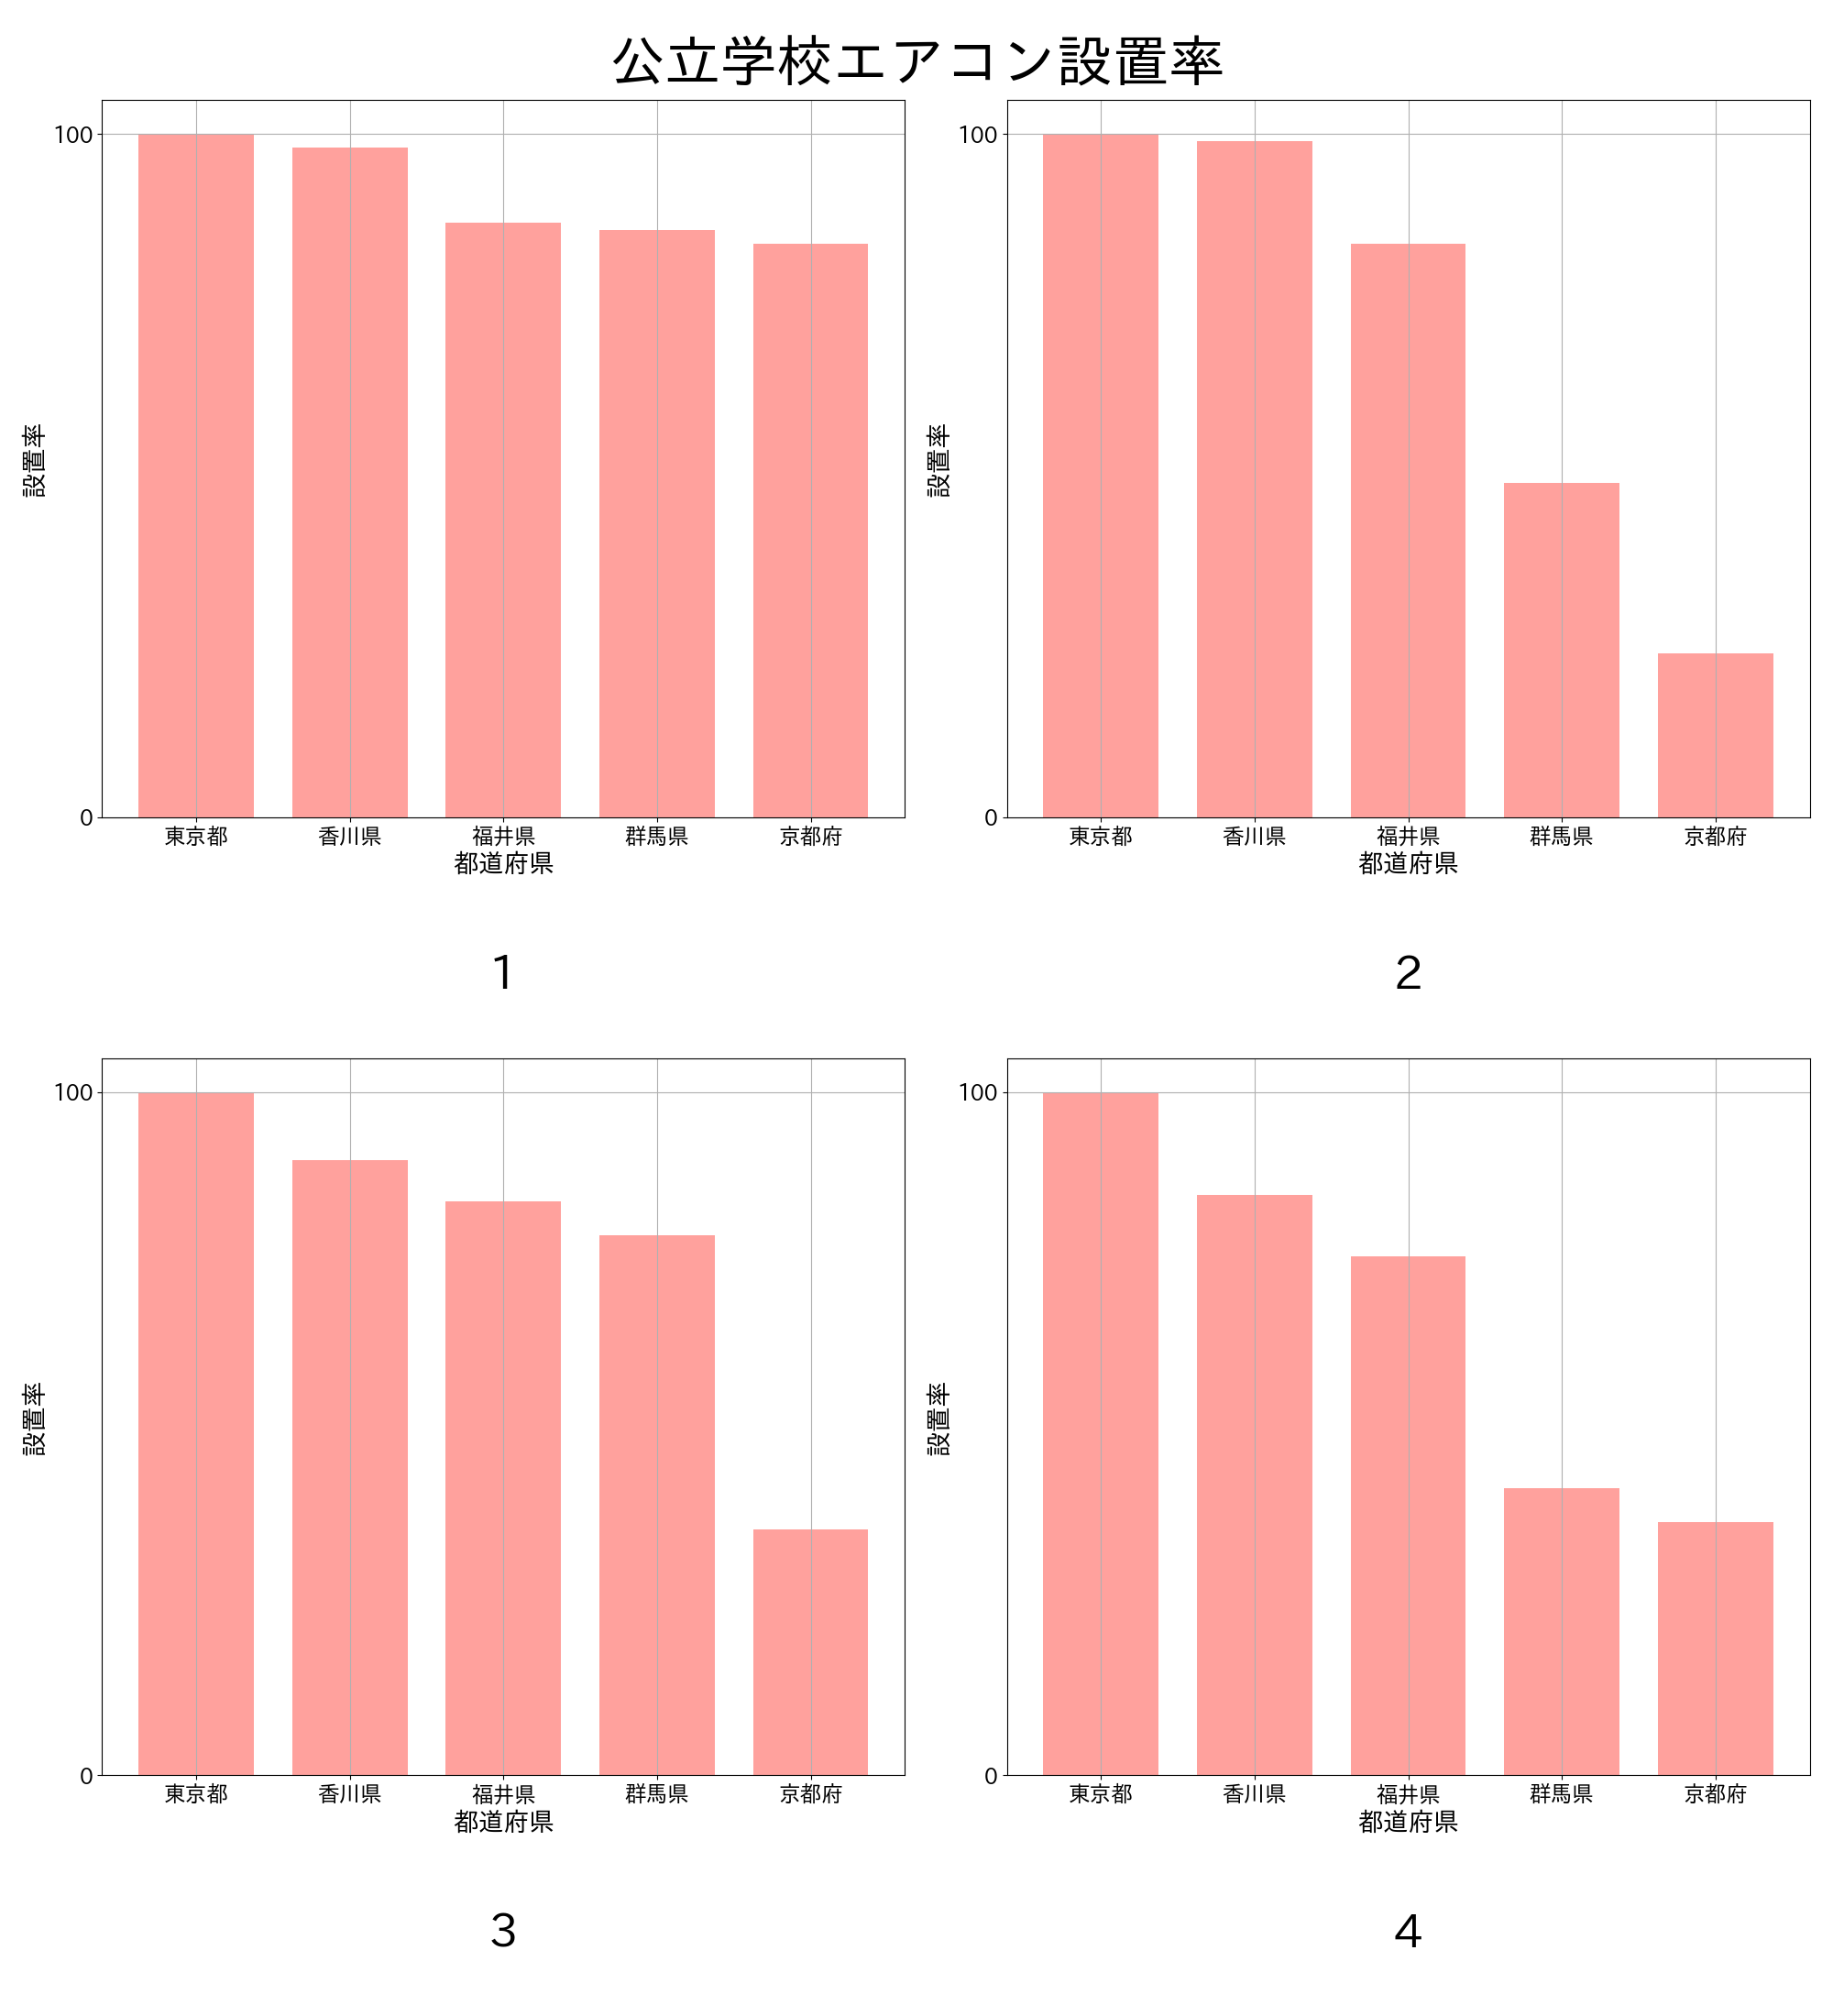 公立学校エアコン設置率
100
0
設置率
東京都 香川県 福井県 群馬県 京都府
都道府県
1
100
0
設置率
東京都 香川県 福井県 群馬県 京都府
都道府県
2
100
0
設置率
東京都 香川県 福井県 群馬県 京都府
都道府県
3
100
0
設置率
東京都 香川県 福井県 群馬県 京都府
都道府県
4